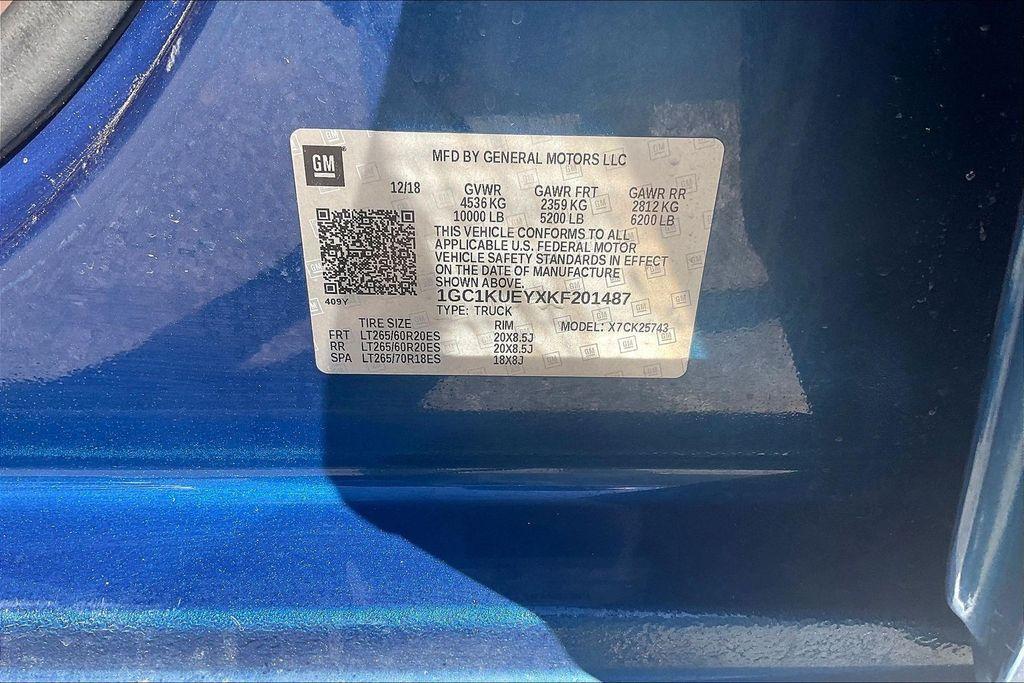 GM
MFD BY GENERAL MOTORS LLC
12/18 GVWR GAWR FRT GAWR RR
4536 KG 2359 KG 2812 KG
10000 LB 5200 LB 6200 LB
THIS VEHICLE CONFORMS TO ALL
APPLICABLE U.S. FEDERAL MOTOR
VEHICLE SAFETY STANDARDS IN EFFECT
ON THE DATE OF MANUFACTURE
SHOWN ABOVE.
409Y
1GC1KUEYXKF201487
TYPE: TRUCK
TIRE SIZE RIM MODEL: X7CK25743
FRT LT265/60R20ES 20X8.5J
RR LT265/60R20ES 20X8.5J
SPA LT265/70R18ES 18X8J